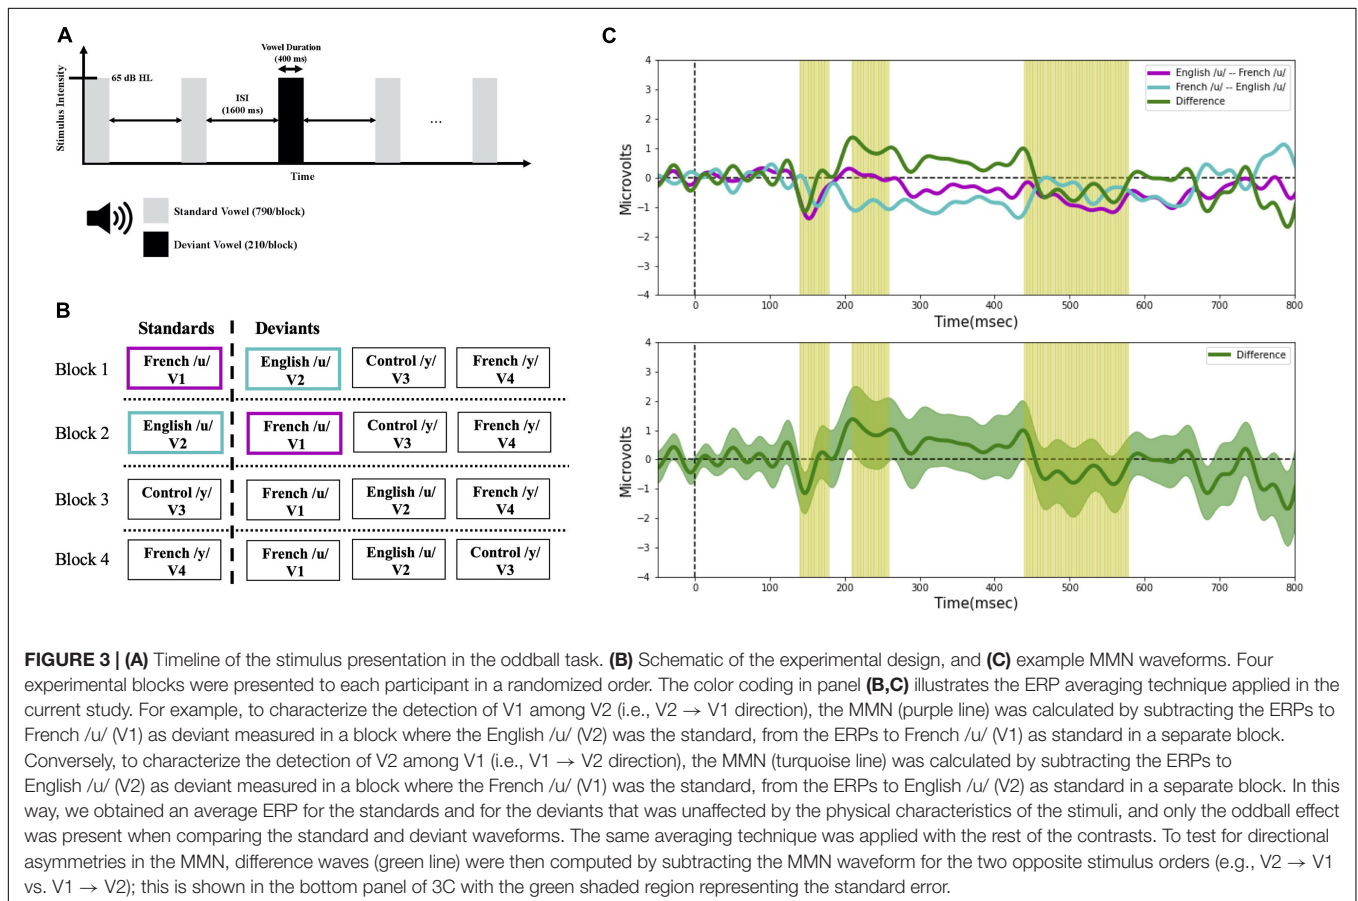 A
Vowel Duration
(400 ms)
65 dB HL
ISI
(1600 ms)
...
Stimulus Intensity
Time
Standard Vowel (790/block)
Deviant Vowel (210/block)
B
Standards Deviants
Block 1 French /u/ V1 English /u/ V2 Control /y/ V3 French /y/ V4
Block 2 English /u/ V2 French /u/ V1 Control /y/ V3 French /y/ V4
Block 3 Control /y/ V3 French /u/ V1 English /u/ V2 French /y/ V4
Block 4 French /y/ V4 French /u/ V1 English /u/ V2 Control /y/ V3
C
English /u/ -- French /u/
French /u/ -- English /u/
Difference
4
3
2
1
0
−1
−2
−3
−4
Microvolts
0 100 200 300 400 500 600 700 800
Time(msec)
Difference
4
3
2
1
0
−1
−2
−3
−4
Microvolts
0 100 200 300 400 500 600 700 800
Time(msec)
FIGURE 3 | (A) Timeline of the stimulus presentation in the oddball task. (B) Schematic of the experimental design, and (C) example MMN waveforms. Four
experimental blocks were presented to each participant in a randomized order. The color coding in panel (B,C) illustrates the ERP averaging technique applied in the
current study. For example, to characterize the detection of V1 among V2 (i.e., V2 → V1 direction), the MMN (purple line) was calculated by subtracting the ERPs to
French /u/ (V1) as deviant measured in a block where the English /u/ (V2) was the standard, from the ERPs to French /u/ (V1) as standard in a separate block.
Conversely, to characterize the detection of V2 among V1 (i.e., V1 → V2 direction), the MMN (turquoise line) was calculated by subtracting the ERPs to
English /u/ (V2) as deviant measured in a block where the French /u/ (V1) was the standard, from the ERPs to English /u/ (V2) as standard in a separate block. In this
way, we obtained an average ERP for the standards and for the deviants that was unaffected by the physical characteristics of the stimuli, and only the oddball effect
was present when comparing the standard and deviant waveforms. The same averaging technique was applied with the rest of the contrasts. To test for directional
asymmetries in the MMN, difference waves (green line) were then computed by subtracting the MMN waveform for the two opposite stimulus orders (e.g., V2 → V1
vs. V1 → V2); this is shown in the bottom panel of 3C with the green shaded region representing the standard error.